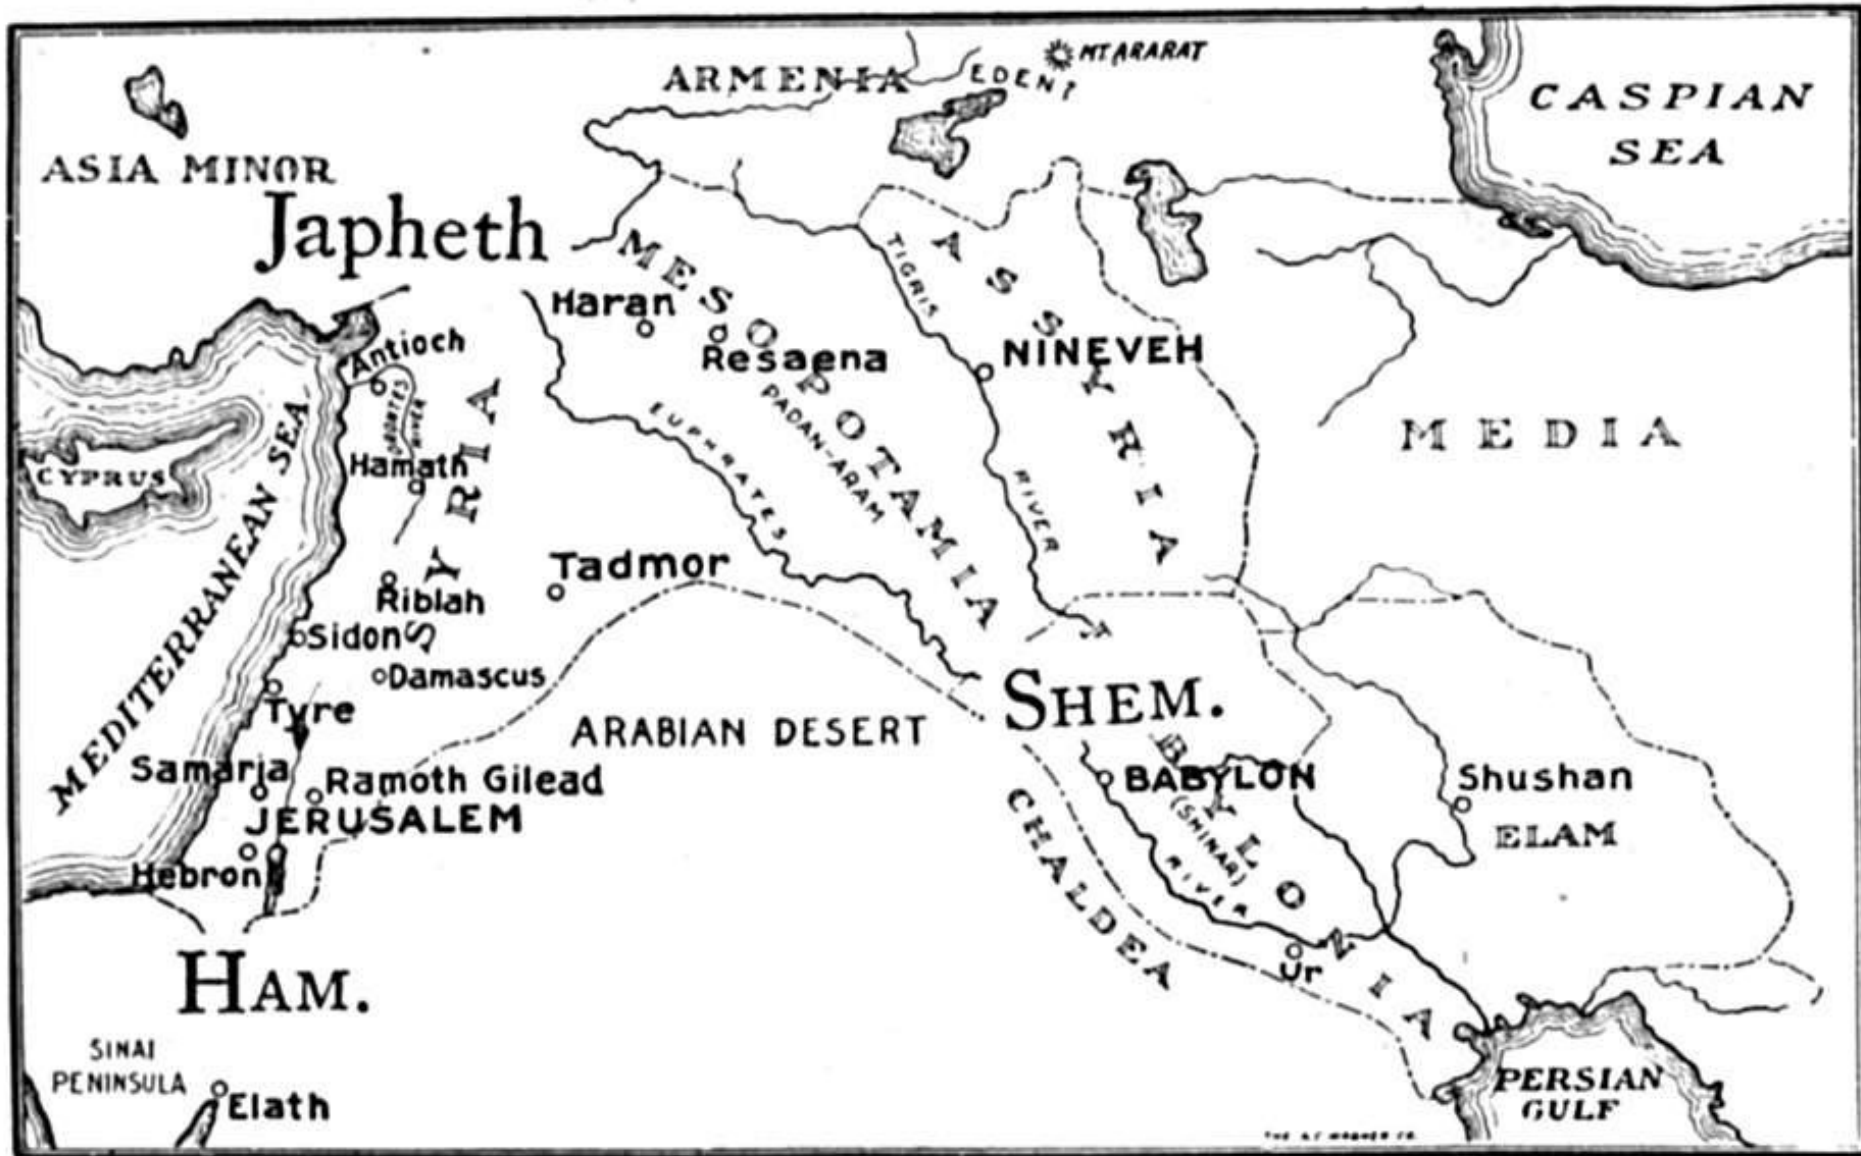 MT ARARAT
ARMENIA
EDEN?
CASPIAN
SEA
ASIA MINOR
Japheth
MESOPOTAMIA
ASSYRIA
TIGRIS
RIVER
Haran
Resaena
NINEVEH
PADAN-ARAM
Antioch
ORONTES
RIVER
SYRIA
EUPHRATES
MEDIA
CYPRUS
MEDITERRANEAN SEA
Hamath
Tadmor
Riblah
Sidon
Damascus
Tyre
SHEM.
ARABIAN DESERT
Samaria
Ramoth Gilead
JERUSALEM
Hebron
BABYLON
BABYLONIA
(SHINAR)
RIVER
Shushan
ELAM
CHALDEA
Ur
HAM.
SINAI
PENINSULA
Elath
PERSIAN
GULF